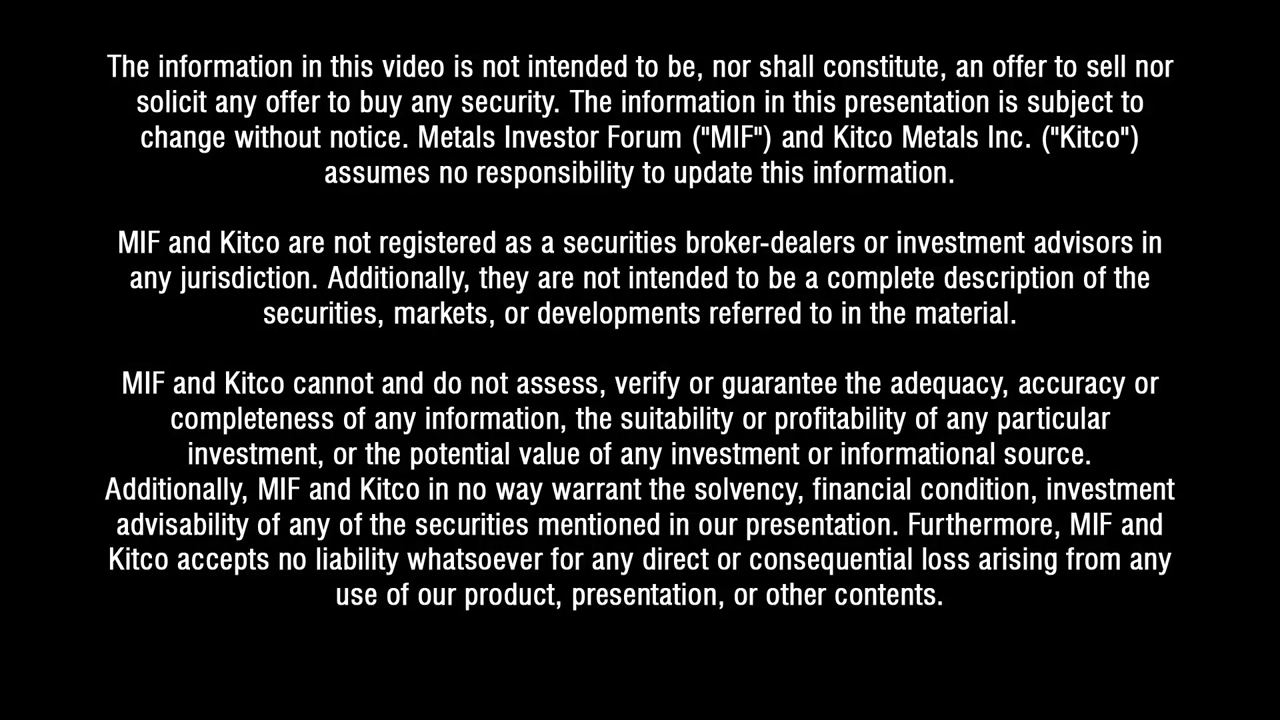 The information in this video is not intended to be, nor shall constitute, an offer to sell nor
solicit any offer to buy any security. The information in this presentation is subject to
change without notice. Metals Investor Forum ("MIF") and Kitco Metals Inc. ("Kitco")
assumes no responsibility to update this information.
MIF and Kitco are not registered as a securities broker-dealers or investment advisors in
any jurisdiction. Additionally, they are not intended to be a complete description of the
securities, markets, or developments referred to in the material.
MIF and Kitco cannot and do not assess, verify or guarantee the adequacy, accuracy or
completeness of any information, the suitability or profitability of any particular
investment, or the potential value of any investment or informational source.
Additionally, MIF and Kitco in no way warrant the solvency, financial condition, investment
advisability of any of the securities mentioned in our presentation. Furthermore, MIF and
Kitco accepts no liability whatsoever for any direct or consequential loss arising from any
use of our product, presentation, or other contents.